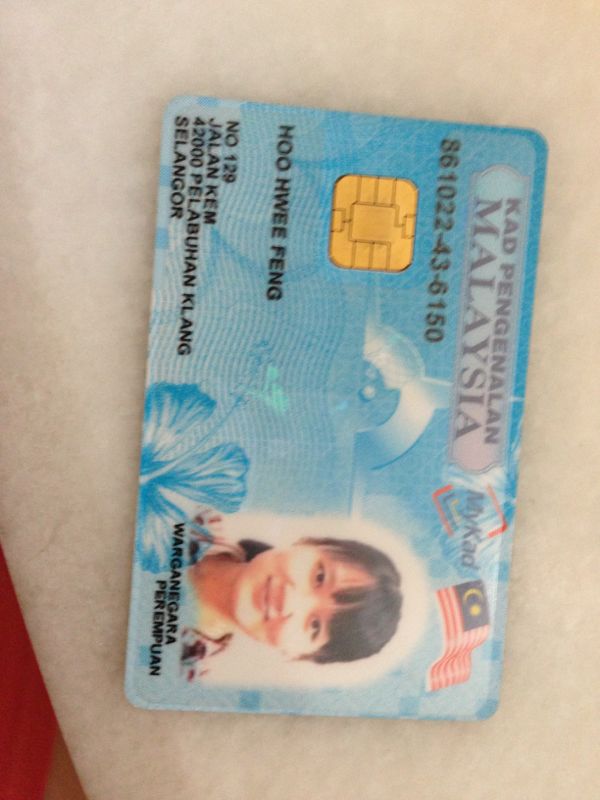 KAD PENGENALAN
MALAYSIA
MyKad
861022-43-6150
HOO HWEE FENG
NO 129
JALAN KEM
42000 PELABUHAN KLANG
SELANGOR
WARGANEGARA
PEREMPUAN